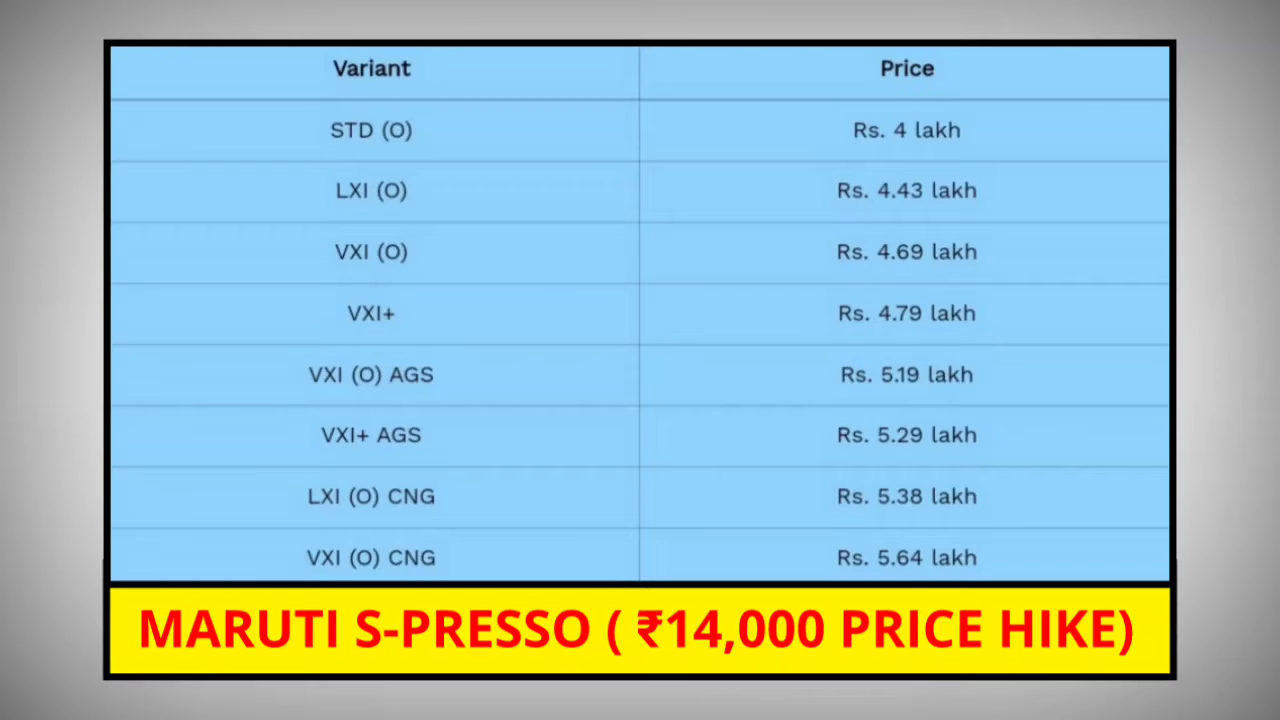 Variant Price
STD (O) Rs. 4 lakh
LXI (O) Rs. 4.43 lakh
VXI (O) Rs. 4.69 lakh
VXI+ Rs. 4.79 lakh
VXI (O) AGS Rs. 5.19 lakh
VXI+ AGS Rs. 5.29 lakh
LXI (O) CNG Rs. 5.38 lakh
VXI (O) CNG Rs. 5.64 lakh
MARUTI S-PRESSO ( ₹14,000 PRICE HIKE)